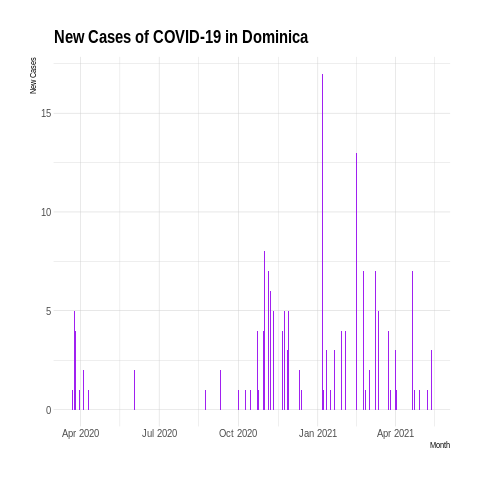 New Cases of COVID-19 in Dominica
New Cases
15
10
5
0
Apr 2020 Jul 2020 Oct 2020 Jan 2021 Apr 2021
Month